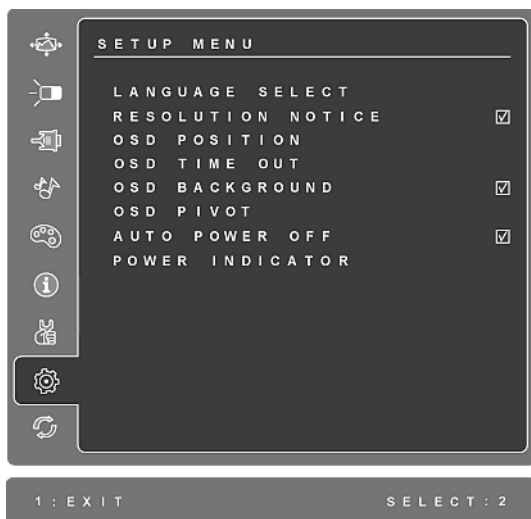 SETUP MENU
LANGUAGE SELECT
RESOLUTION NOTICE
OSD POSITION
OSD TIME OUT
OSD BACKGROUND
OSD PIVOT
AUTO POWER OFF
POWER INDICATOR
1:EXIT
SELECT:2